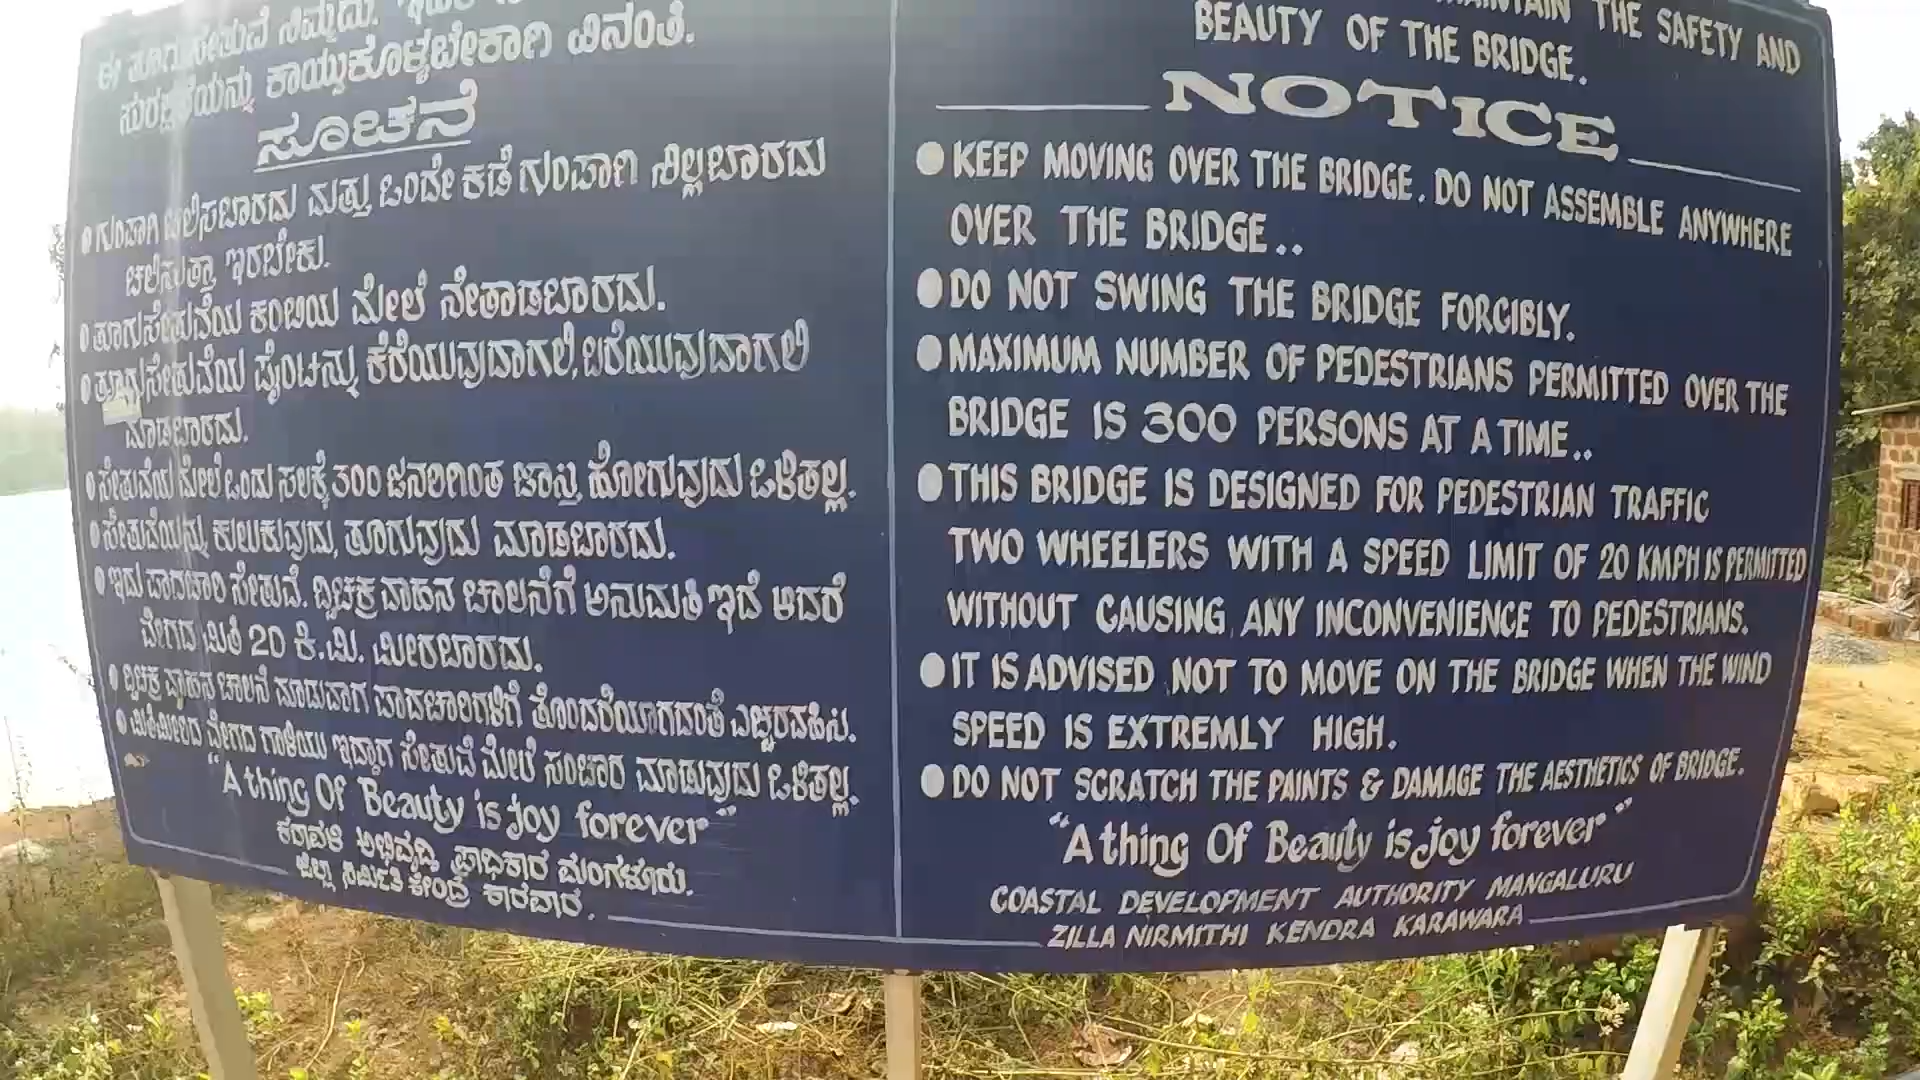 ಈ ತೂಗು ಸೇತುವೆ ನಿಮ್ಮದು.
ಸುರಕ್ಷತೆಯನ್ನು ಕಾಯ್ದುಕೊಳ್ಳಬೇಕಾಗಿ ವಿನಂತಿ.
ಸೂಚನೆ
● ಗುಂಪಾಗಿ ಚಲಿಸಬಾರದು ಮತ್ತು ಒಂದೇ ಕಡೆ ಗುಂಪಾಗಿ ನಿಲ್ಲಬಾರದು
ಚಲಿಸುತ್ತಾ ಇರಬೇಕು.
● ತೂಗುಸೇತುವೆಯ ಕಂಬಿಯ ಮೇಲೆ ನೇತಾಡಬಾರದು.
● ತೂಗುಸೇತುವೆಯ ಪೈಂಟನ್ನು ಕೆರೆಯುವುದಾಗಲಿ, ಬರೆಯುವುದಾಗಲಿ
ಮಾಡಬಾರದು.
● ಸೇತುವೆಯ ಮೇಲೆ ಒಂದು ಸಲಕ್ಕೆ 300 ಜನರಿಗಿಂತ ಜಾಸ್ತಿ ಹೋಗುವುದು ಒಳಿತಲ್ಲ.
● ಸೇತುವೆಯನ್ನು ಕುಲುಕುವುದು, ತೂಗುವುದು ಮಾಡಬಾರದು.
● ಇದು ಪಾದಚಾರಿ ಸೇತುವೆ. ದ್ವಿಚಕ್ರ ವಾಹನ ಚಾಲನೆಗೆ ಅನುಮತಿ ಇದೆ ಆದರೆ
ವೇಗದ ಮಿತಿ 20 ಕಿ.ಮಿ. ಮೀರಬಾರದು.
● ದ್ವಿಚಕ್ರ ವಾಹನ ಚಾಲನೆ ಮಾಡುವಾಗ ಪಾದಚಾರಿಗಳಿಗೆ ತೊಂದರೆಯಾಗದಂತೆ ಎಚ್ಚರವಹಿಸಿ.
● ಮಿತಿಮೀರಿದ ವೇಗದ ಗಾಳಿಯು ಇದ್ದಾಗ ಸೇತುವೆ ಮೇಲೆ ಸಂಚಾರ ಮಾಡುವುದು ಒಳಿತಲ್ಲ.
"A thing Of Beauty is joy forever"
ಕರಾವಳಿ ಅಭಿವೃದ್ಧಿ ಪ್ರಾಧಿಕಾರ ಮಂಗಳೂರು.
ಜಿಲ್ಲಾ ನಿರ್ಮಿತಿ ಕೇಂದ್ರ ಕಾರವಾರ.
MAINTAIN THE SAFETY AND
BEAUTY OF THE BRIDGE.
NOTICE
● KEEP MOVING OVER THE BRIDGE. DO NOT ASSEMBLE ANYWHERE
OVER THE BRIDGE..
● DO NOT SWING THE BRIDGE FORCIBLY.
● MAXIMUM NUMBER OF PEDESTRIANS PERMITTED OVER THE
BRIDGE IS 300 PERSONS AT A TIME..
● THIS BRIDGE IS DESIGNED FOR PEDESTRIAN TRAFFIC
TWO WHEELERS WITH A SPEED LIMIT OF 20 KMPH IS PERMITTED
WITHOUT CAUSING ANY INCONVENIENCE TO PEDESTRIANS.
● IT IS ADVISED NOT TO MOVE ON THE BRIDGE WHEN THE WIND
SPEED IS EXTREMLY HIGH.
● DO NOT SCRATCH THE PAINTS & DAMAGE THE AESTHETICS OF BRIDGE.
"A thing Of Beauty is joy forever"
COASTAL DEVELOPMENT AUTHORITY MANGALURU
ZILLA NIRMITHI KENDRA KARAWARA